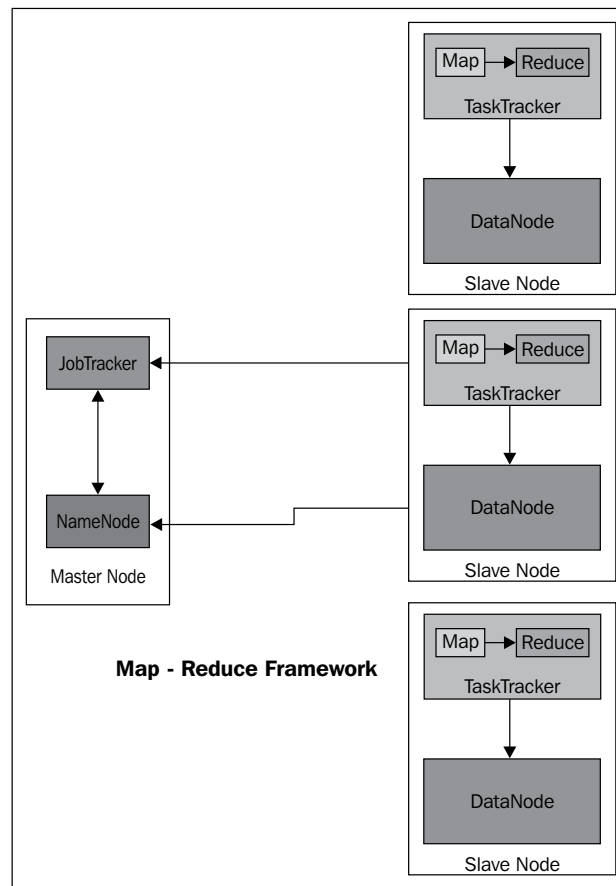 Map
Reduce
TaskTracker
DataNode
Slave Node
JobTracker
NameNode
Master Node
Map
Reduce
TaskTracker
DataNode
Slave Node
Map - Reduce Framework
Map
Reduce
TaskTracker
DataNode
Slave Node